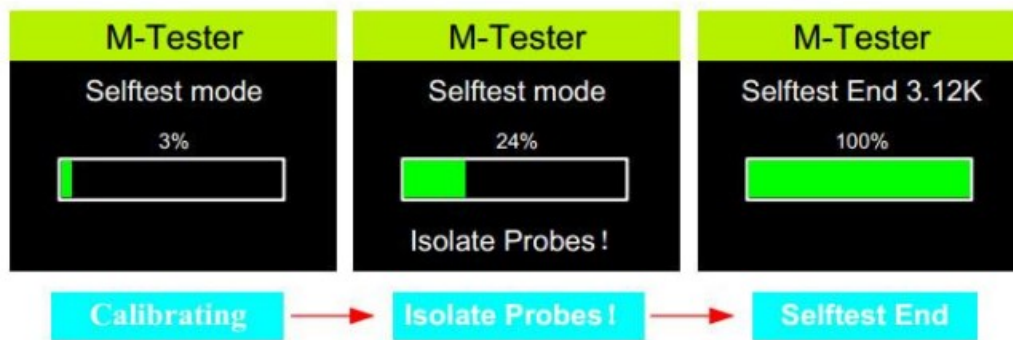 M-Tester
Selftest mode
3%
M-Tester
Selftest mode
24%
Isolate Probes!
M-Tester
Selftest End 3.12K
100%
Calibrating
Isolate Probes!
Selftest End